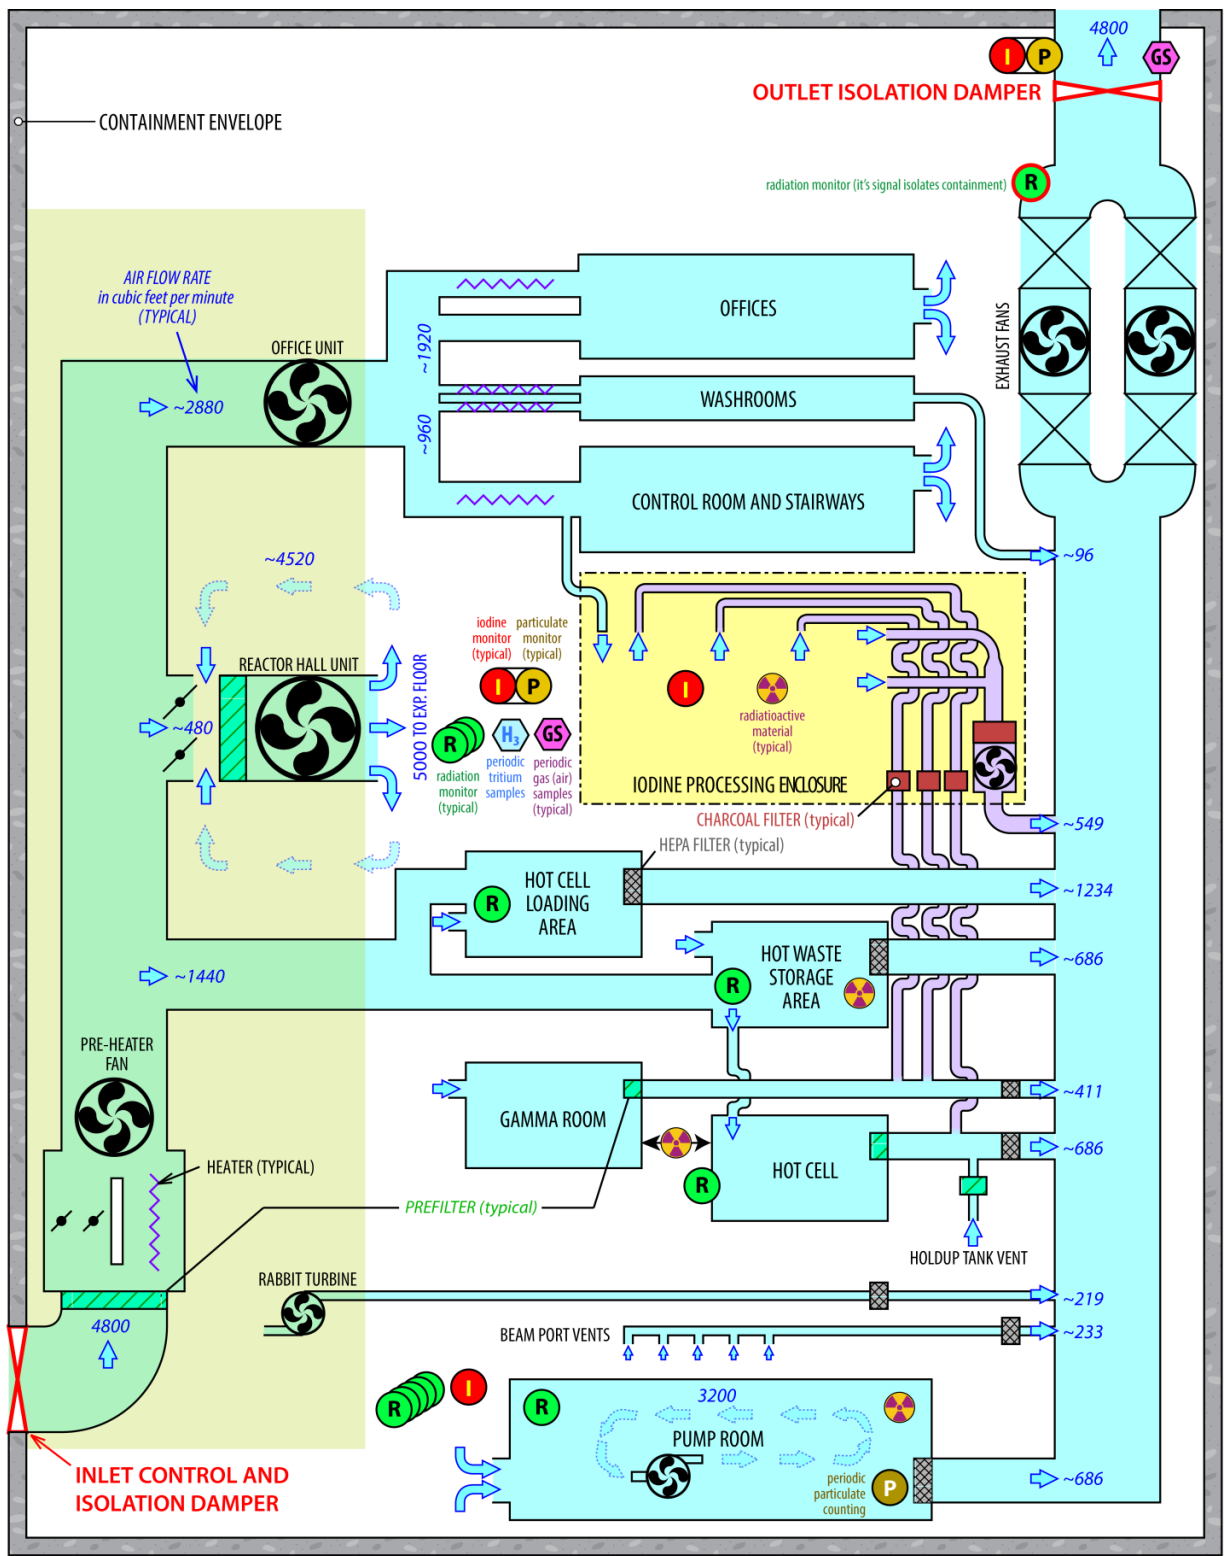 4800
I
P
GS
OUTLET ISOLATION DAMPER
CONTAINMENT ENVELOPE
radiation monitor (it's signal isolates containment)
R
AIR FLOW RATE
in cubic feet per minute
(TYPICAL)
OFFICES
EXHAUST FANS
~1920
OFFICE UNIT
~2880
WASHROOMS
~960
CONTROL ROOM AND STAIRWAYS
~96
~4520
iodine
monitor
(typical)
particulate
monitor
(typical)
REACTOR HALL UNIT
5000 TO EXP. FLOOR
I
P
I
radiatioactive
material
(typical)
~480
R
H3
GS
radiation
monitor
(typical)
periodic
tritium
samples
periodic
gas (air)
samples
(typical)
IODINE PROCESSING ENCLOSURE
CHARCOAL FILTER (typical)
~549
HEPA FILTER (typical)
HOT CELL
LOADING
AREA
R
~1234
HOT WASTE
STORAGE
AREA
R
~686
~1440
PRE-HEATER
FAN
GAMMA ROOM
~411
HOT CELL
R
~686
HEATER (TYPICAL)
PREFILTER (typical)
HOLDUP TANK VENT
RABBIT TURBINE
~219
4800
BEAM PORT VENTS
~233
R
I
R
3200
PUMP ROOM
periodic
particulate
counting
P
~686
INLET CONTROL AND
ISOLATION DAMPER